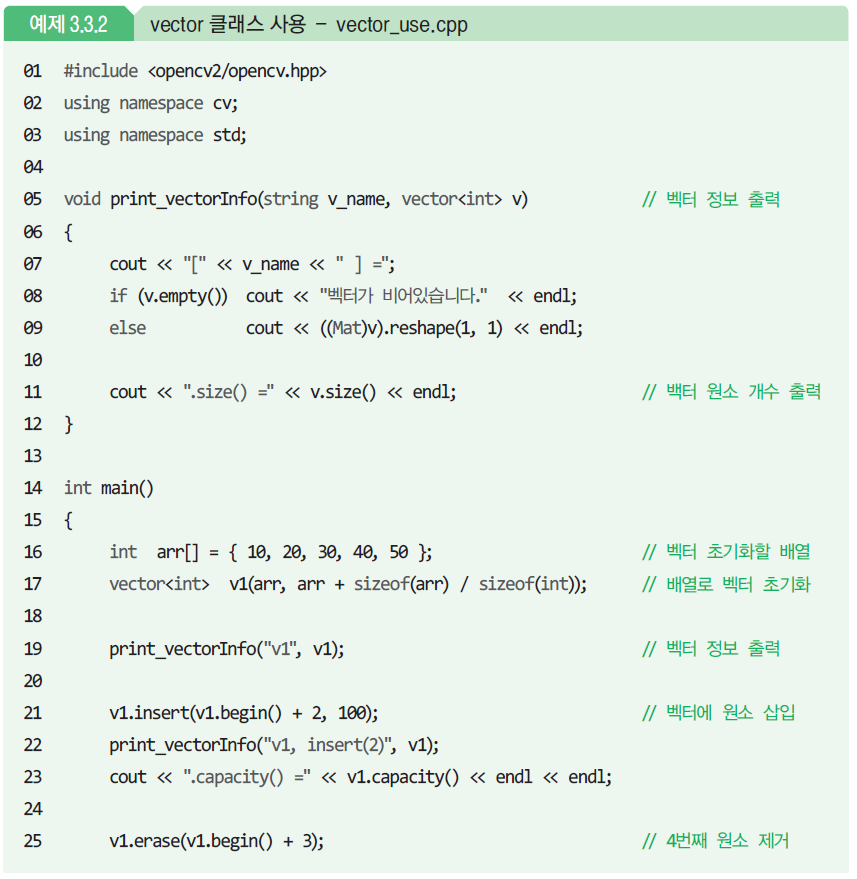 예제 3.3.2 vector 클래스 사용 - vector_use.cpp
01 #include <opencv2/opencv.hpp>
02 using namespace cv;
03 using namespace std;
04
05 void print_vectorInfo(string v_name, vector<int> v) // 벡터 정보 출력
06 {
07 cout << "[" << v_name << " ] =";
08 if (v.empty()) cout << "벡터가 비어있습니다." << endl;
09 else cout << ((Mat)v).reshape(1, 1) << endl;
10
11 cout << ".size() =" << v.size() << endl; // 백터 원소 개수 출력
12 }
13
14 int main()
15 {
16 int arr[] = { 10, 20, 30, 40, 50 }; // 벡터 초기화할 배열
17 vector<int> v1(arr, arr + sizeof(arr) / sizeof(int)); // 배열로 벡터 초기화
18
19 print_vectorInfo("v1", v1); // 벡터 정보 출력
20
21 v1.insert(v1.begin() + 2, 100); // 벡터에 원소 삽입
22 print_vectorInfo("v1, insert(2)", v1);
23 cout << ".capacity() =" << v1.capacity() << endl << endl;
24
25 v1.erase(v1.begin() + 3); // 4번째 원소 제거